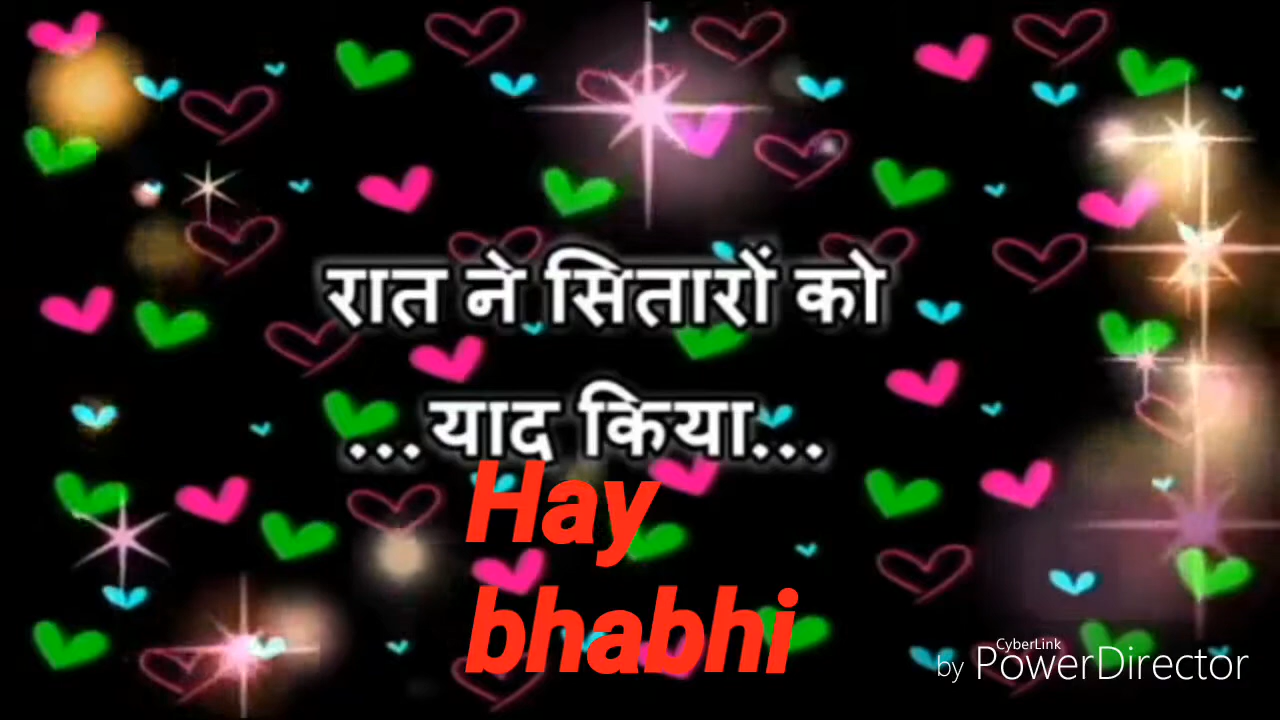 रात ने सितारों को
...याद किया...
Hay
bhabhi
CyberLink
by PowerDirector